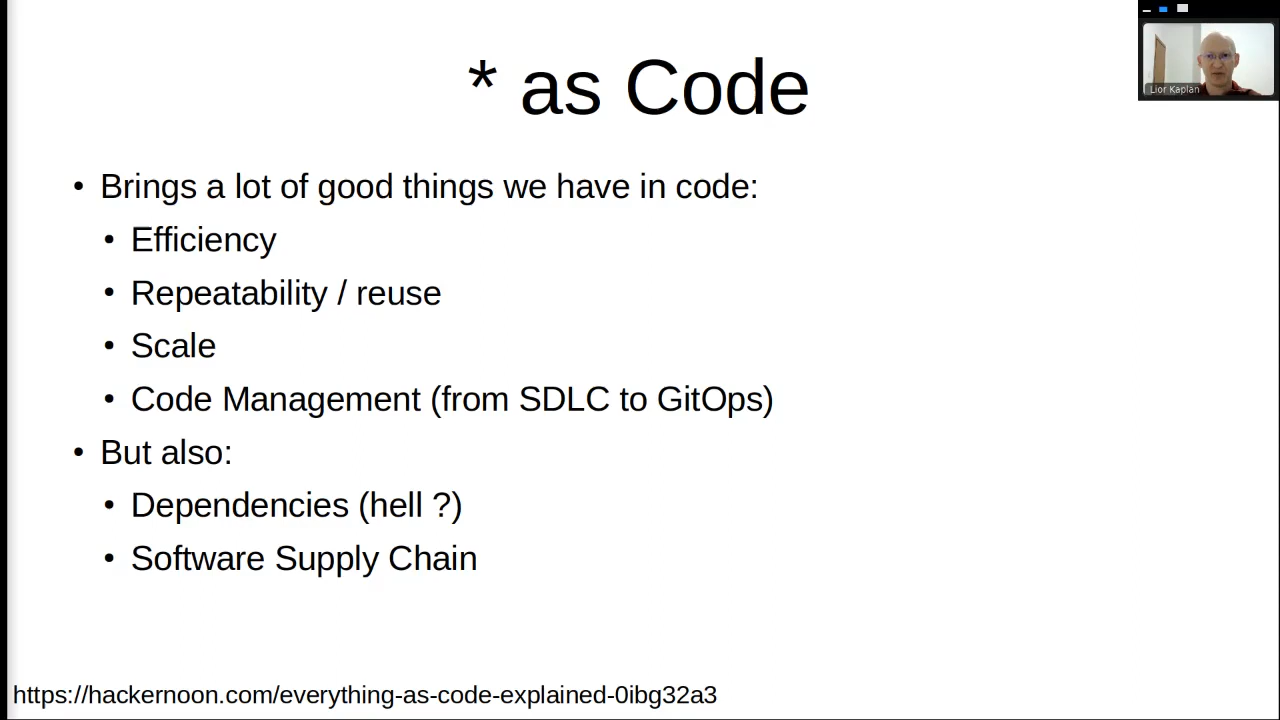 * as Code
Lior Kaplan
• Brings a lot of good things we have in code:
• Efficiency
• Repeatability / reuse
• Scale
• Code Management (from SDLC to GitOps)
• But also:
• Dependencies (hell ?)
• Software Supply Chain
https://hackernoon.com/everything-as-code-explained-0ibg32a3